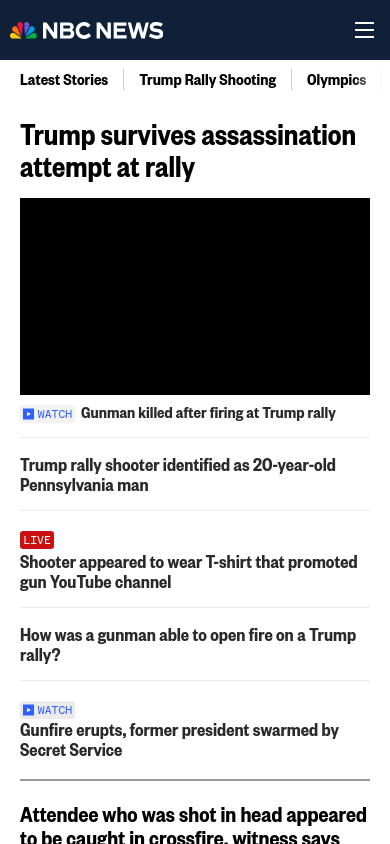 NBC NEWS
Latest Stories
Trump Rally Shooting
Olympics
Trump survives assassination
attempt at rally
WATCH Gunman killed after firing at Trump rally
Trump rally shooter identified as 20-year-old
Pennsylvania man
LIVE
Shooter appeared to wear T-shirt that promoted
gun YouTube channel
How was a gunman able to open fire on a Trump
rally?
WATCH
Gunfire erupts, former president swarmed by
Secret Service
Attendee who was shot in head appeared
to be caught in crossfire, witness says